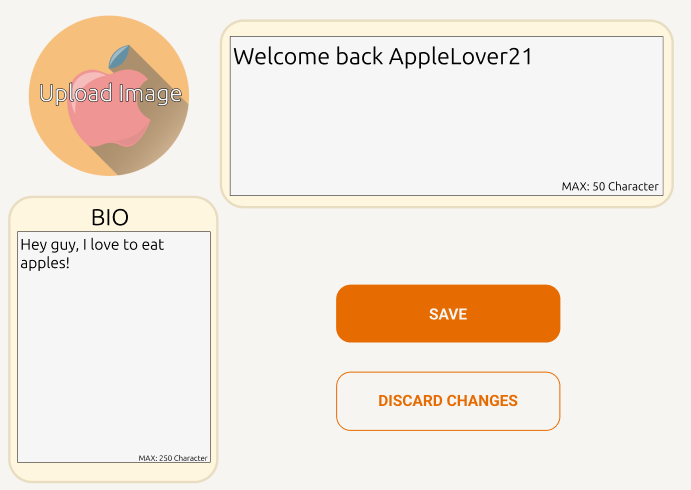 Upload Image
Welcome back AppleLover21
MAX: 50 Character
BIO
Hey guy, I love to eat
apples!
MAX: 250 Character
SAVE
DISCARD CHANGES